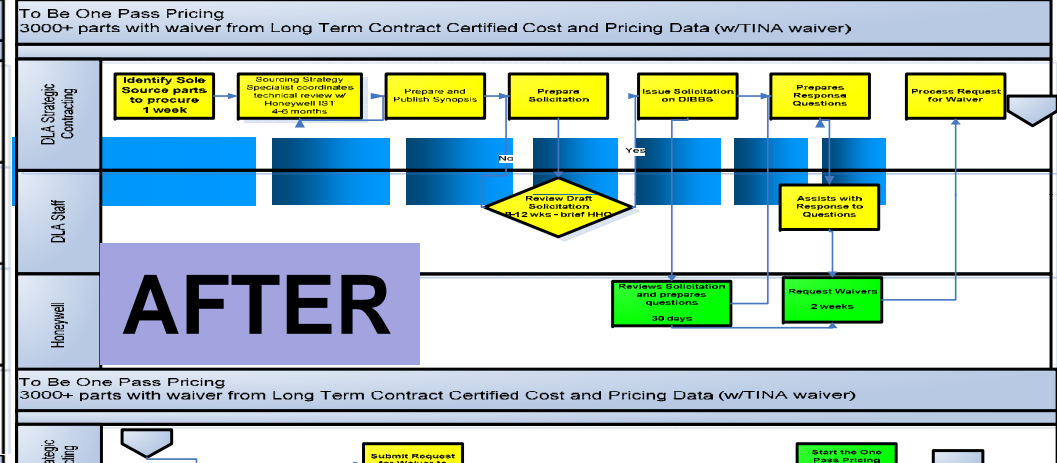 To Be One Pass Pricing
3000+ parts with waiver from Long Term Contract Certified Cost and Pricing Data (w/TINA waiver)
DLA Strategic
Contracting
Identify Sole
Source parts
to procure
1 week
Sourcing Strategy
Specialist coordinates
technical review w/
Honeywell IST
4-6 months
Prepare and
Publish Synopsis
Prepare
Solicitation
Issue Solicitation
on DIBBS
Prepares
Response
Questions
Process Request
for Waiver
No
Yes
DLA Staff
Review Draft
Solicitation
8-12 wks - brief HHQ
Assists with
Response to
Questions
Honeywell
AFTER
Reviews Solicitation
and prepares
questions
30 days
Request Waivers
2 weeks
To Be One Pass Pricing
3000+ parts with waiver from Long Term Contract Certified Cost and Pricing Data (w/TINA waiver)
Submit Request
for Waiver to
Start the One
Pass Pricing